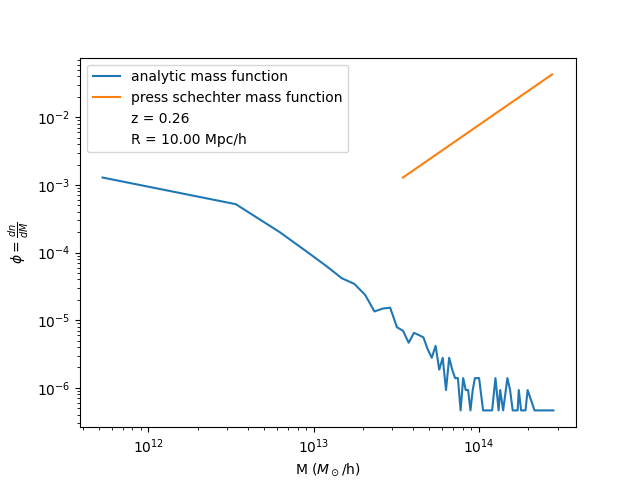 analytic mass function
press schechter mass function
z = 0.26
R = 10.00 Mpc/h
10⁻²
10⁻³
10⁻⁴
10⁻⁵
10⁻⁶
ϕ = dn/dM
10¹² 10¹³ 10¹⁴
M (M⊙/h)